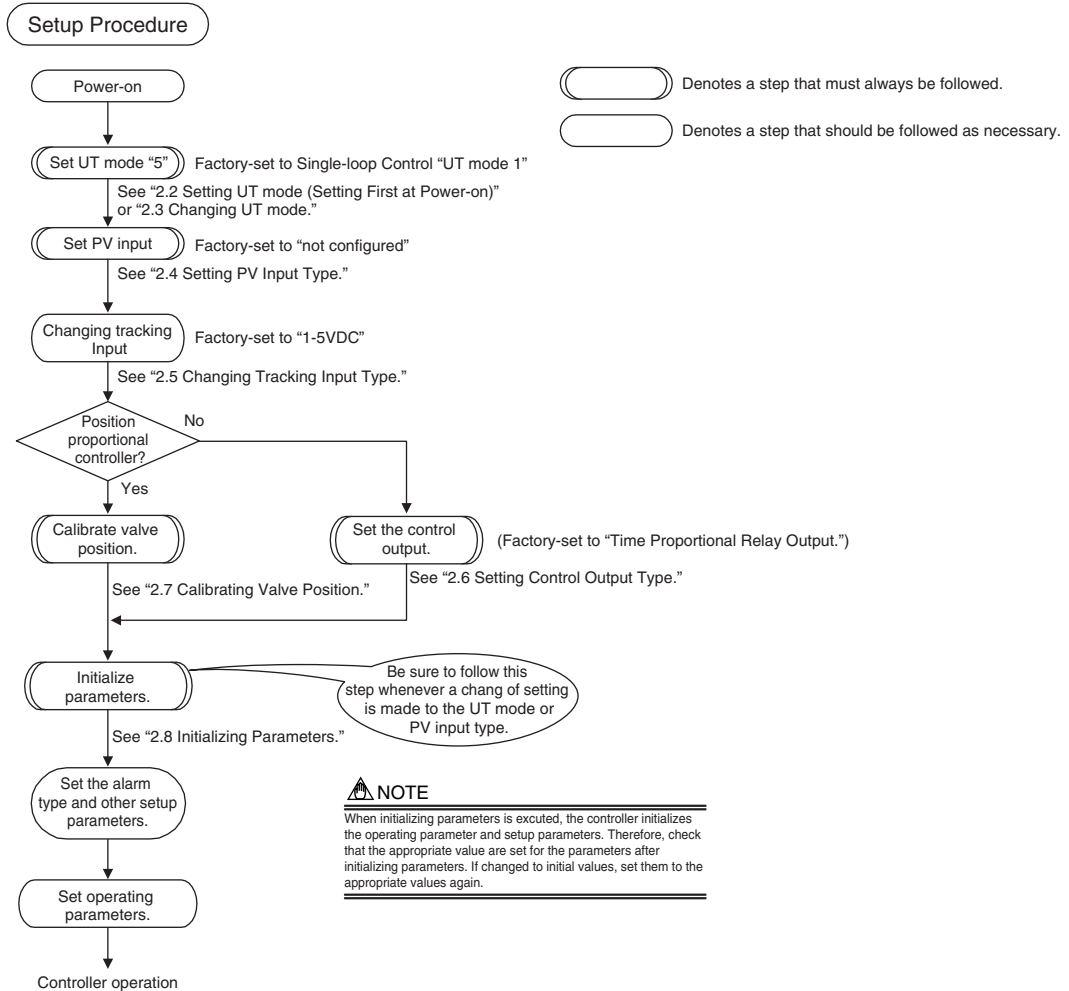 Setup Procedure
Power-on
Denotes a step that must always be followed.
Denotes a step that should be followed as necessary.
Set UT mode “5”
Factory-set to Single-loop Control “UT mode 1”
See “2.2 Setting UT mode (Setting First at Power-on)”
or “2.3 Changing UT mode.”
Set PV input
Factory-set to “not configured”
See “2.4 Setting PV Input Type.”
Changing tracking
Input
Factory-set to “1-5VDC”
See “2.5 Changing Tracking Input Type.”
Position
proportional
controller?
No
Yes
Calibrate valve
position.
Set the control
output.
(Factory-set to “Time Proportional Relay Output.”)
See “2.7 Calibrating Valve Position.”
See “2.6 Setting Control Output Type.”
Initialize
parameters.
Be sure to follow this
step whenever a chang of setting
is made to the UT mode or
PV input type.
See “2.8 Initializing Parameters.”
Set the alarm
type and other setup
parameters.
NOTE
When initializing parameters is excuted, the controller initializes
the operating parameter and setup parameters. Therefore, check
that the appropriate value are set for the parameters after
initializing parameters. If changed to initial values, set them to the
appropriate values again.
Set operating
parameters.
Controller operation